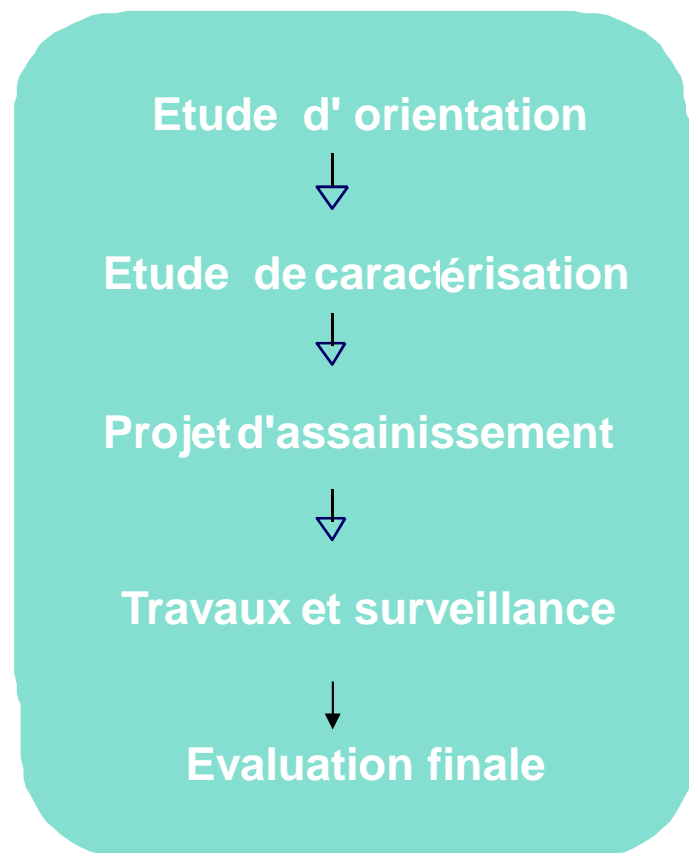 Etude d' orientation
Etude de caractérisation
Projet d'assainissement
Travaux et surveillance
Evaluation finale